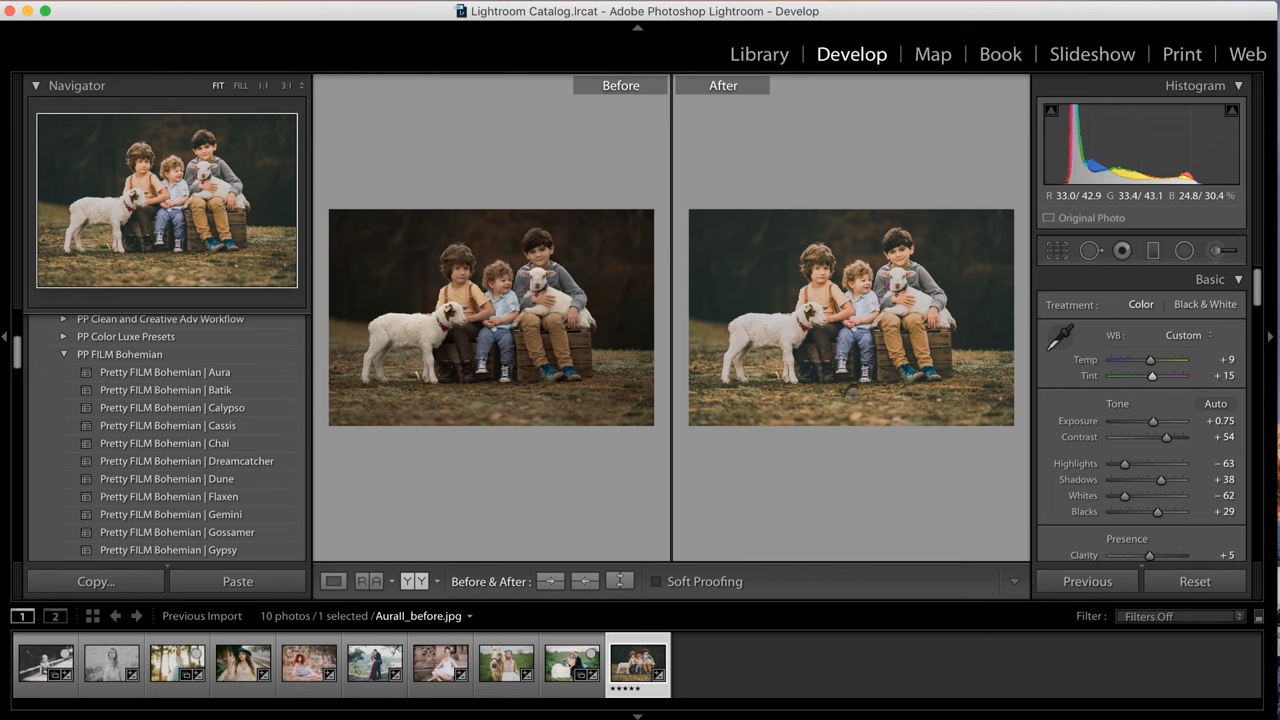 Lightroom Catalog.lrcat - Adobe Photoshop Lightroom - Develop
Library | Develop | Map | Book | Slideshow | Print | Web
Navigator FIT FILL 1:1 3:1
PP Clean and Creative Adv Workflow
PP Color Luxe Presets
PP FILM Bohemian
Pretty FILM Bohemian | Aura
Pretty FILM Bohemian | Batik
Pretty FILM Bohemian | Calypso
Pretty FILM Bohemian | Cassis
Pretty FILM Bohemian | Chai
Pretty FILM Bohemian | Dreamcatcher
Pretty FILM Bohemian | Dune
Pretty FILM Bohemian | Flaxen
Pretty FILM Bohemian | Gemini
Pretty FILM Bohemian | Gossamer
Pretty FILM Bohemian | Gypsy
Copy... Paste
Before After
R A Y Y Before & After : Soft Proofing
Histogram
R 33.0/ 42.9 G 33.4/ 43.1 B 24.8/ 30.4 %
Original Photo
Basic
Treatment : Color Black & White
WB : Custom
Temp + 9
Tint + 15
Tone Auto
Exposure + 0.75
Contrast + 54
Highlights − 63
Shadows + 38
Whites − 62
Blacks + 29
Presence
Clarity + 5
Previous Reset
1 2 Previous Import 10 photos / 1 selected / Aurall_before.jpg Filter : Filters Off
★★★★★